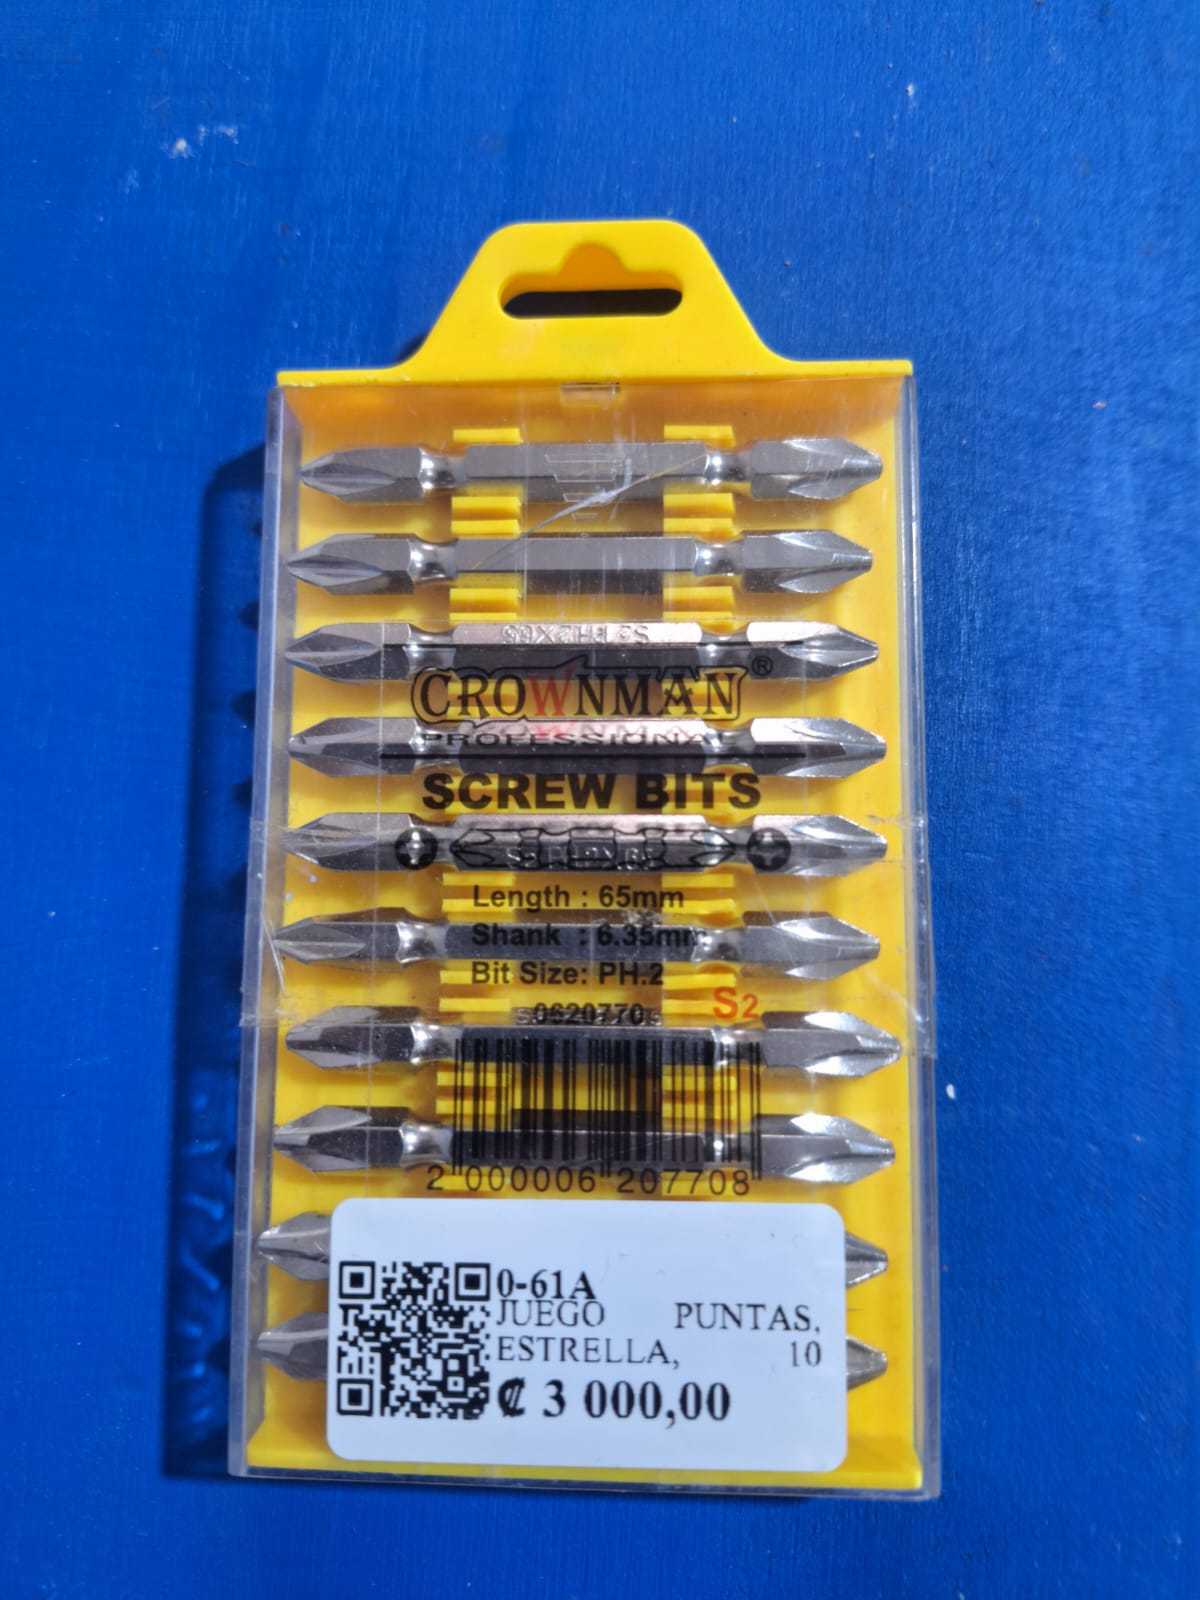 CROWNMAN®
PROFESSIONAL
SCREW BITS
Length : 65mm
Shank : 6.35mm
Bit Size: PH.2
0620770
S2
2 000006 207708
0-61A
JUEGO PUNTAS,
ESTRELLA, 10
₡ 3 000,00